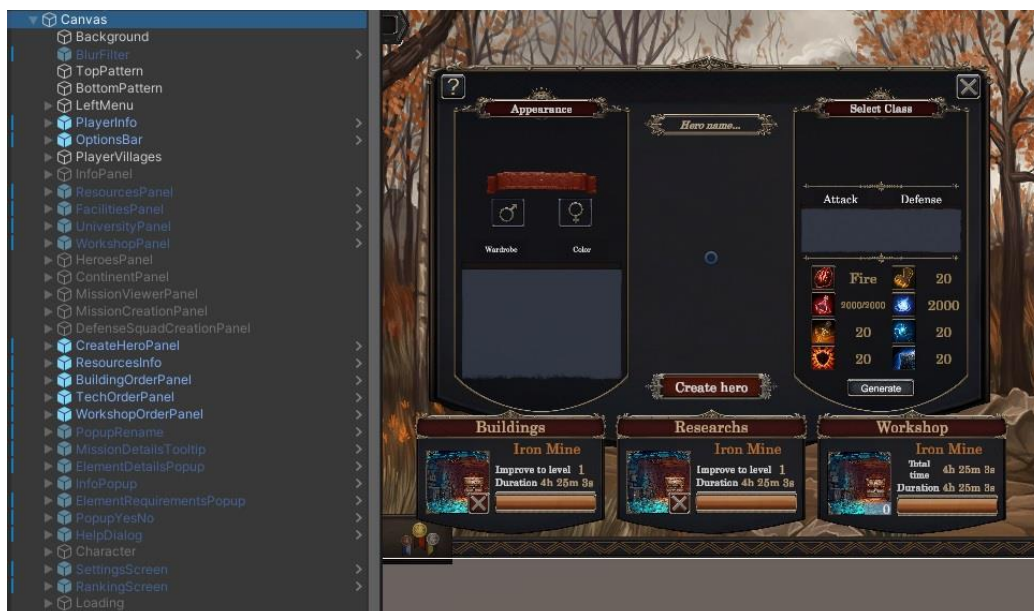 Canvas
Background
BlurFilter
TopPattern
BottomPattern
LeftMenu
PlayerInfo
OptionsBar
PlayerVillages
InfoPanel
ResourcesPanel
FacilitiesPanel
UniversityPanel
WorkshopPanel
HeroesPanel
ContinentPanel
MissionViewerPanel
MissionCreationPanel
DefenseSquadCreationPanel
CreateHeroPanel
ResourcesInfo
BuildingOrderPanel
TechOrderPanel
WorkshopOrderPanel
PopupRename
MissionDetailsTooltip
ElementDetailsPopup
InfoPopup
ElementRequirementsPopup
PopupYesNo
HelpDialog
Character
SettingsScreen
RankingScreen
Loading
?
Appearance
Wardrobe Color
Hero name...
Create hero
Select Class
Attack Defense
Fire 20
2000/2000 2000
20 20
20 20
Generate
Buildings
Iron Mine
Improve to level 1
Duration 4h 25m 3s
Researchs
Iron Mine
Improve to level 1
Duration 4h 25m 3s
Workshop
Iron Mine
Total time 4h 25m 3s
Duration 4h 25m 3s
0